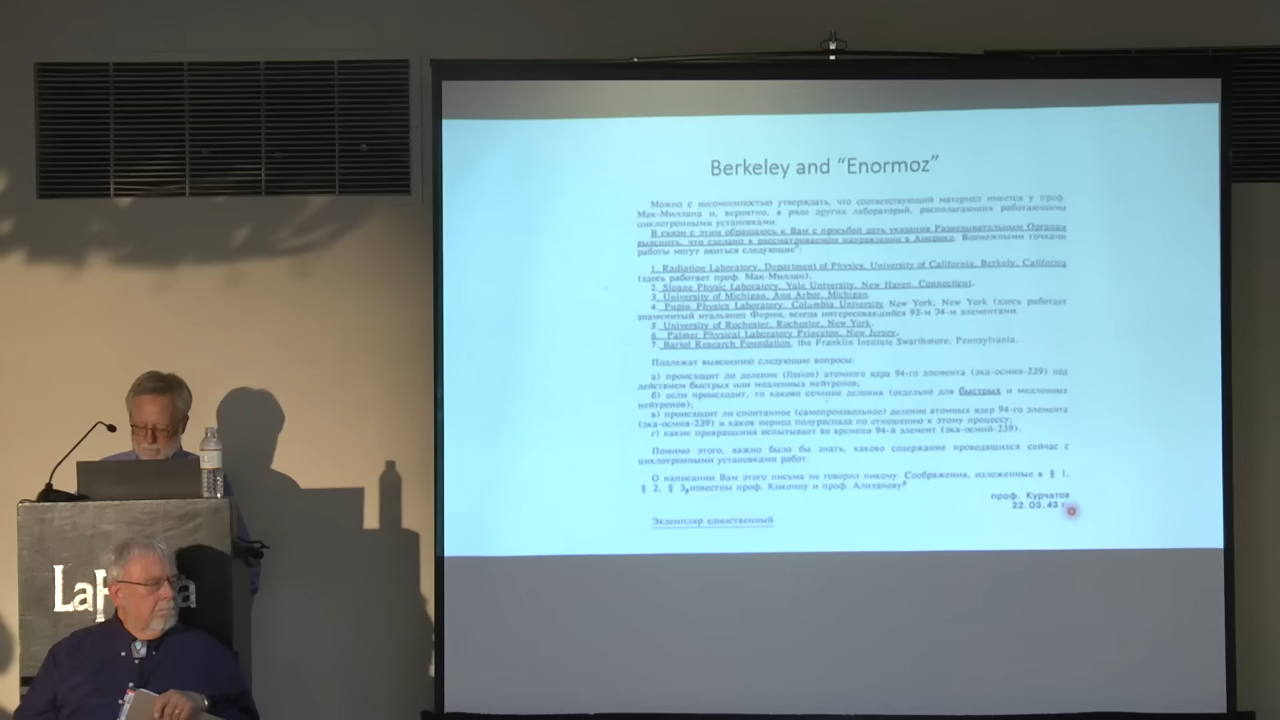 Berkeley and “Enormoz”
Можно с несомненностью утверждать, что соответствующий материал имеется у проф.
Мак-Миллана и, вероятно, в ряде других лабораторий, располагающих работающими
циклотронными установками.
В связи с этим обращаюсь к Вам с просьбой дать указания Разведывательным Органам
выяснить, что сделано в рассматриваемом направлении в Америке. Возможными точками
работы могут явиться следующие
1. Radiation Laboratory, Department of Physics, University of California, Berkely, California
(здесь работает проф. Мак-Миллан).
2. Sloane Physic Laboratory, Yale University, New Haven, Connecticut.
3. University of Michigan, Ann Arbor, Michigan.
4. Pupin Physics Laboratory, Columbia University New York, New York (здесь работает
знаменитый итальянец Ферми, всегда интересовавшийся 93-м 94-м элементами.
5. University of Rochester, Rochester, New York.
6. Palmer Physical Laboratory Princeton, New Jersey.
7. Bartol Research Foundation, the Franklin Institute Swarthmore, Pennsylvania.
Подлежат выяснению следующие вопросы:
а) происходит ли деление (fission) атомного ядра 94-го элемента (эка-осмия-239) под
действием быстрых или медленных нейтронов;
б) если происходит, то каково сечение деления (отдельно для быстрых и медленных
нейтронов);
в) происходит ли спонтанное (самопроизвольное) деление атомных ядер 94-го элемента
(эка-осмия-239) и каков период полураспада по отношению к этому процессу;
г) какие превращения испытывает во времени 94-й элемент (эка-осмий-239).
Помимо этого, важно было бы знать, каково содержание проводящихся сейчас с
циклотронными установками работ.
О написании Вам этого письма не говорил никому. Соображения, изложенные в § 1,
§ 2, § 3, известны проф. Кикоину и проф. Алиханову
проф. Курчатов
22.03.43 г.
Экземпляр единственный